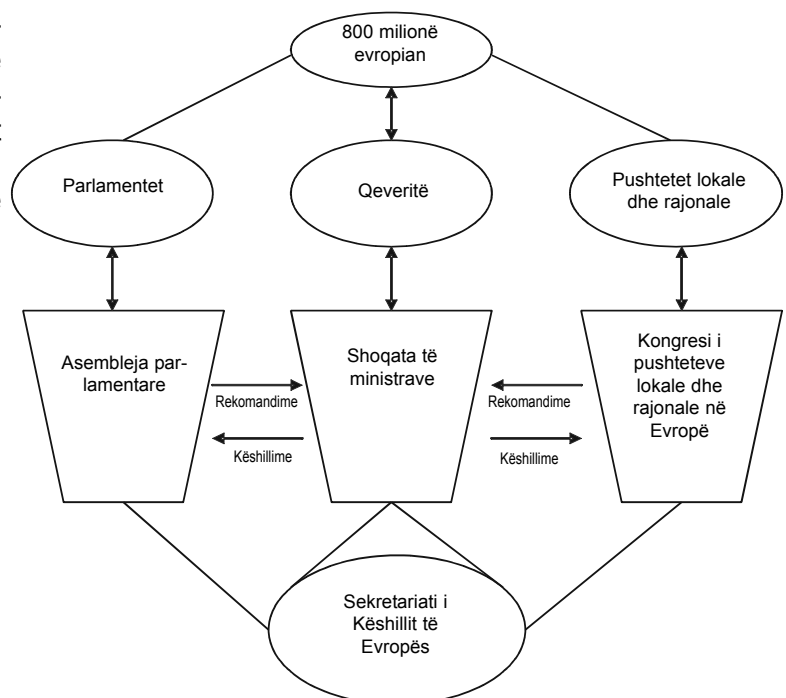 800 milionë
evropian
Parlamentet
Qeveritë
Pushtetet lokale
dhe rajonale
Asembleja par-
lamentare
Shoqata të
ministrave
Kongresi i
pushteteve
lokale dhe
rajonale në
Evropë
Rekomandime
Rekomandime
Këshillime
Këshillime
Sekretariati i
Këshillit të
Evropës